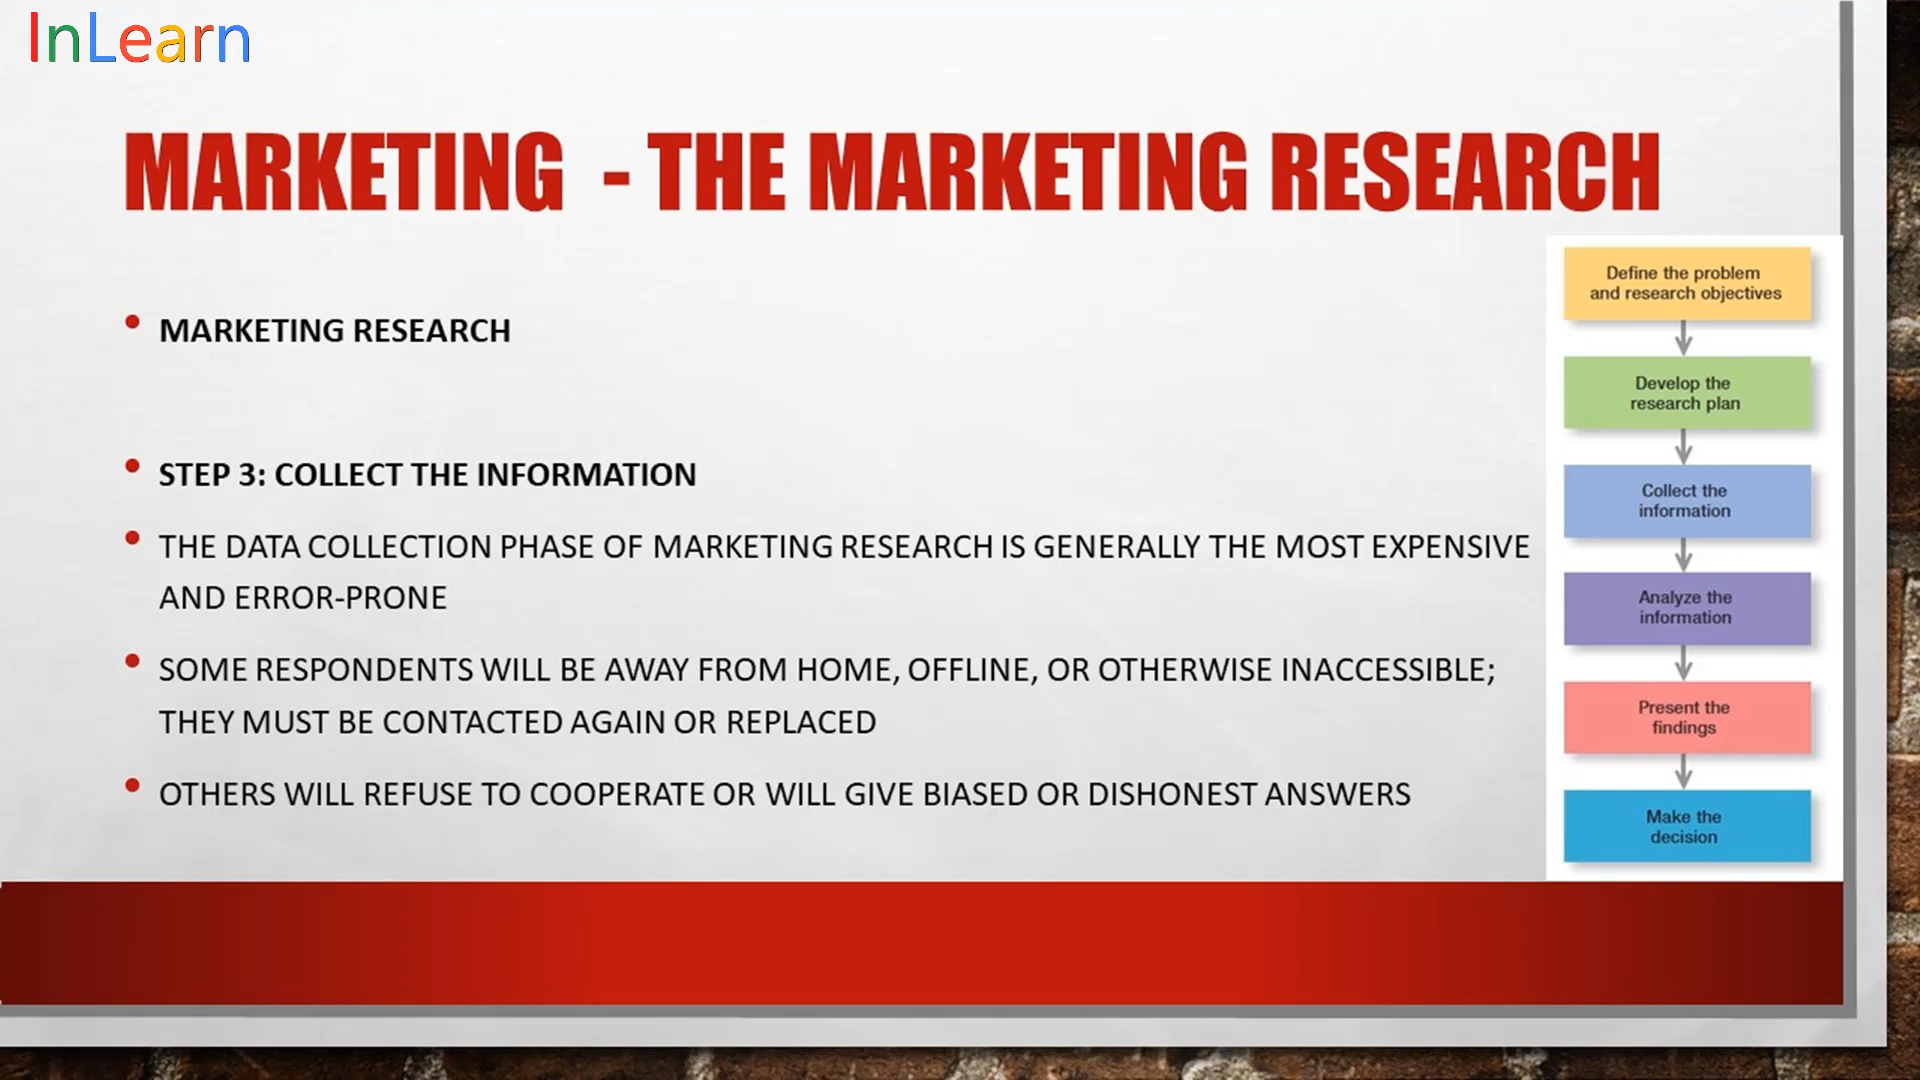 InLearn
MARKETING - THE MARKETING RESEARCH
• MARKETING RESEARCH
• STEP 3: COLLECT THE INFORMATION
• THE DATA COLLECTION PHASE OF MARKETING RESEARCH IS GENERALLY THE MOST EXPENSIVE
AND ERROR-PRONE
• SOME RESPONDENTS WILL BE AWAY FROM HOME, OFFLINE, OR OTHERWISE INACCESSIBLE;
THEY MUST BE CONTACTED AGAIN OR REPLACED
• OTHERS WILL REFUSE TO COOPERATE OR WILL GIVE BIASED OR DISHONEST ANSWERS
Define the problem
and research objectives
Develop the
research plan
Collect the
information
Analyze the
information
Present the
findings
Make the
decision